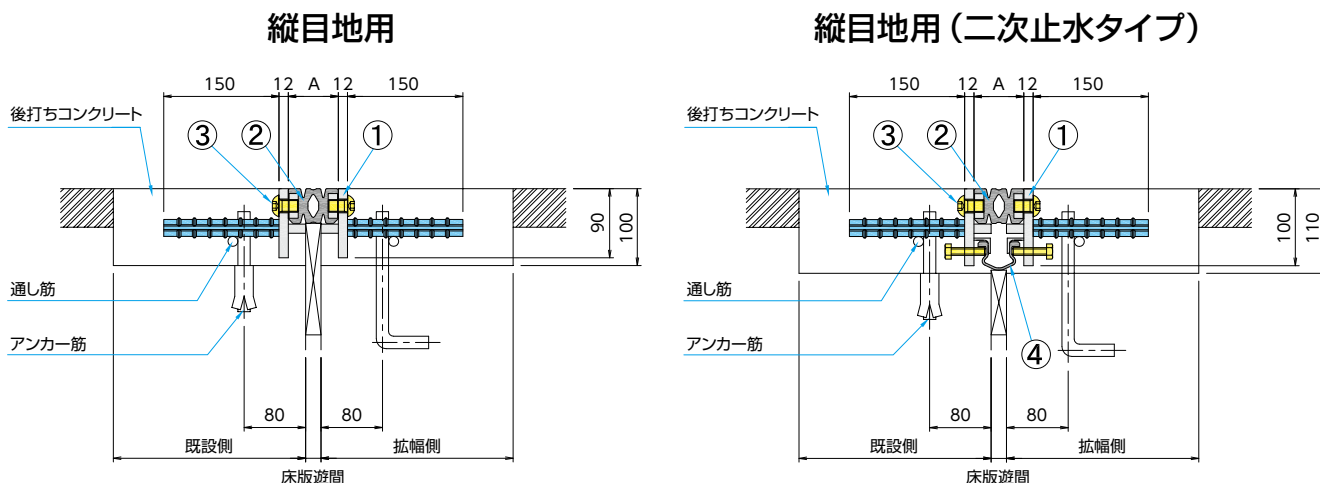 縦目地用
150 12 A 12 150
後打ちコンクリート
③ ② ①
90
100
通し筋
アンカー筋
80 80
既設側 拡幅側
床版遊間
縦目地用(二次止水タイプ)
150 12 A 12 150
後打ちコンクリート
③ ② ①
100
110
通し筋
アンカー筋
④
80 80
既設側 拡幅側
床版遊間